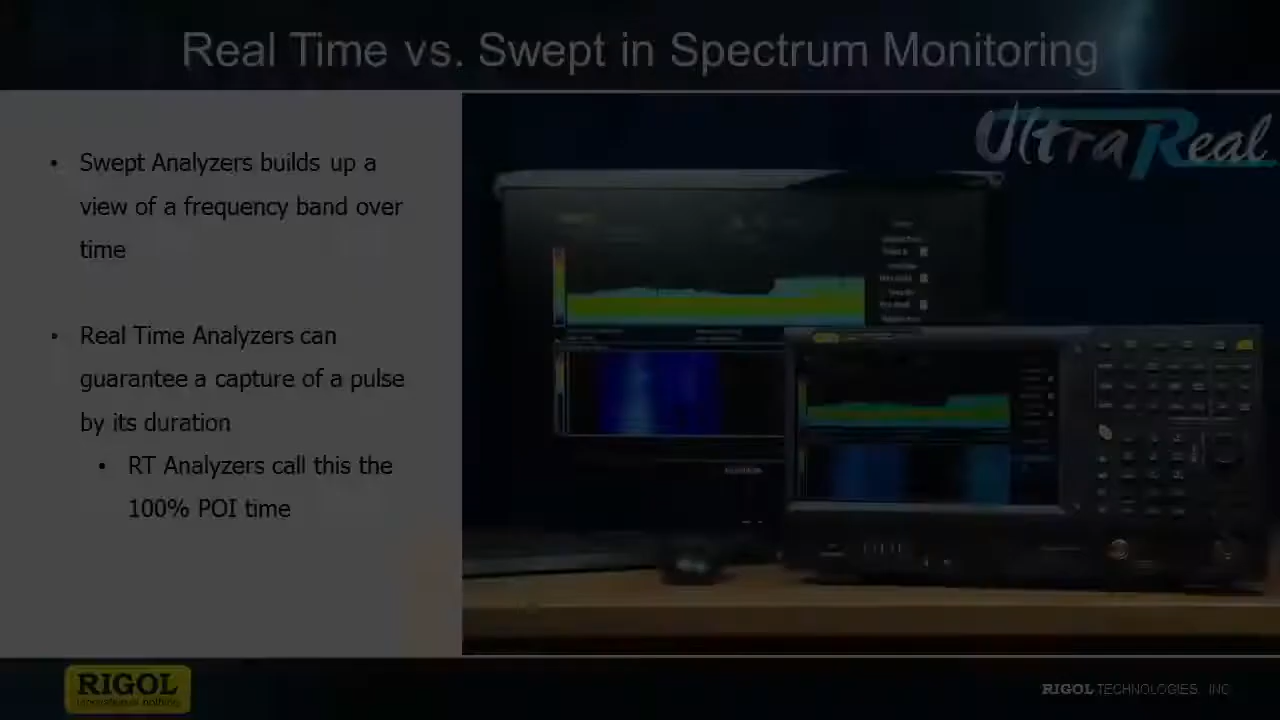 Real Time vs. Swept in Spectrum Monitoring
Swept Analyzers builds up a
view of a frequency band over
time
Real Time Analyzers can
guarantee a capture of a pulse
by its duration
RT Analyzers call this the
100% POI time
UltraReal
RIGOL
RIGOL TECHNOLOGIES, INC